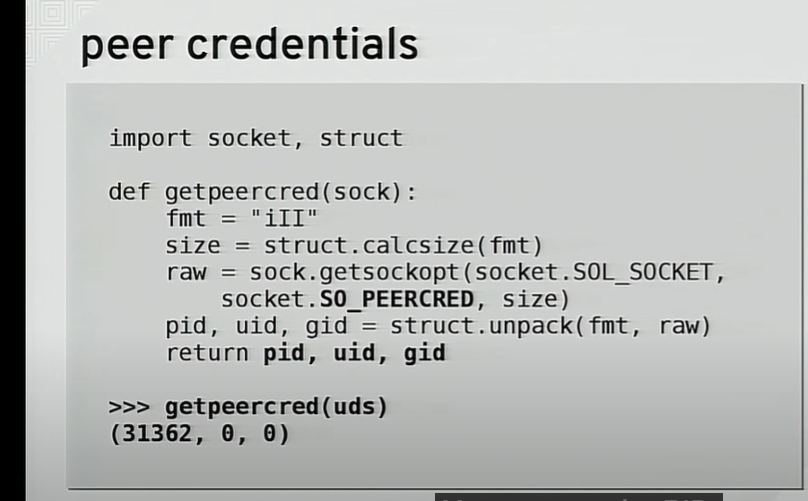 peer credentials
import socket, struct
def getpeercred(sock):
    fmt = "iII"
    size = struct.calcsize(fmt)
    raw = sock.getsockopt(socket.SOL_SOCKET,
        socket.SO_PEERCRED, size)
    pid, uid, gid = struct.unpack(fmt, raw)
    return pid, uid, gid
>>> getpeercred(uds)
(31362, 0, 0)